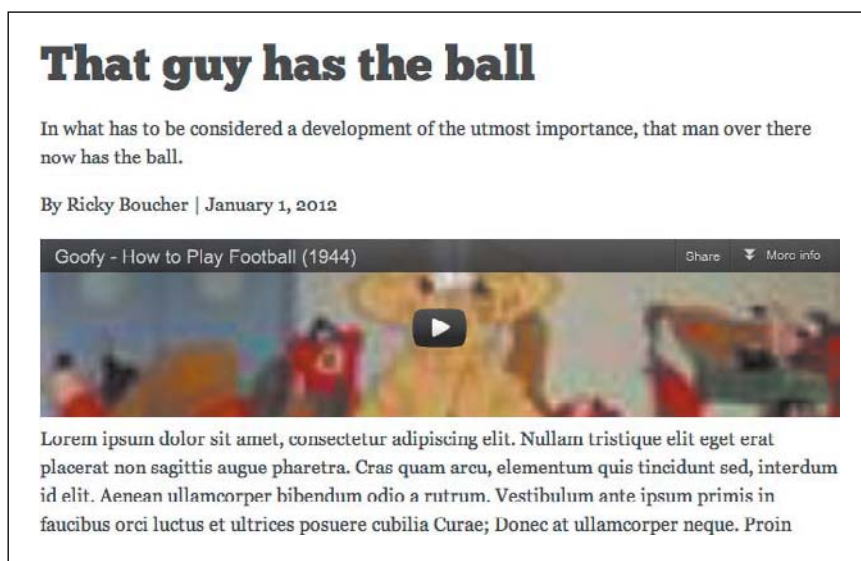 That guy has the ball
In what has to be considered a development of the utmost importance, that man over there
now has the ball.
By Ricky Boucher | January 1, 2012
Goofy - How to Play Football (1944)
Share
More info
Lorem ipsum dolor sit amet, consectetur adipiscing elit. Nullam tristique elit eget erat
placerat non sagittis augue pharetra. Cras quam arcu, elementum quis tincidunt sed, interdum
id elit. Aenean ullamcorper bibendum odio a rutrum. Vestibulum ante ipsum primis in
faucibus orci luctus et ultrices posuere cubilia Curae; Donec at ullamcorper neque. Proin